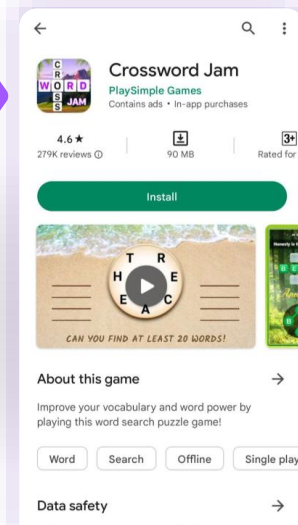 CROSS
WORD
JAM
Crossword Jam
PlaySimple Games
Contains ads • In-app purchases
4.6★
279K reviews
90 MB
3+
Rated for
Install
T R
H E
E A C
CAN YOU FIND AT LEAST 20 WORDS!
About this game
Improve your vocabulary and word power by
playing this word search puzzle game!
Word Search Offline Single play
Data safety